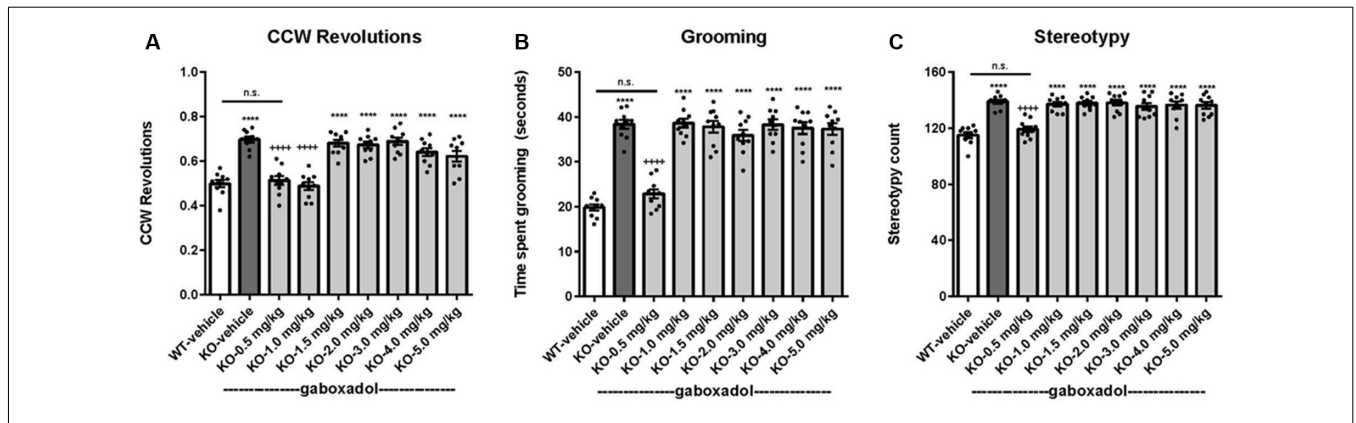 A CCW Revolutions
CCW Revolutions
1.0
0.8
0.6
0.4
0.2
0.0
n.s.
**** ++++ ++++ **** **** **** **** ****
WT-vehicle
KO-vehicle
KO-0.5 mg/kg
KO-1.0 mg/kg
KO-1.5 mg/kg
KO-2.0 mg/kg
KO-3.0 mg/kg
KO-4.0 mg/kg
KO-5.0 mg/kg
----------------gaboxadol----------------
B Grooming
Time spent grooming (seconds)
50
40
30
20
10
0
n.s.
**** ++++ **** **** **** **** **** ****
WT-vehicle
KO-vehicle
KO-0.5 mg/kg
KO-1.0 mg/kg
KO-1.5 mg/kg
KO-2.0 mg/kg
KO-3.0 mg/kg
KO-4.0 mg/kg
KO-5.0 mg/kg
----------------gaboxadol----------------
C Stereotypy
Stereotypy count
160
120
80
40
0
n.s.
**** ++++ **** **** **** **** **** ****
WT-vehicle
KO-vehicle
KO-0.5 mg/kg
KO-1.0 mg/kg
KO-1.5 mg/kg
KO-2.0 mg/kg
KO-3.0 mg/kg
KO-4.0 mg/kg
KO-5.0 mg/kg
----------------gaboxadol----------------